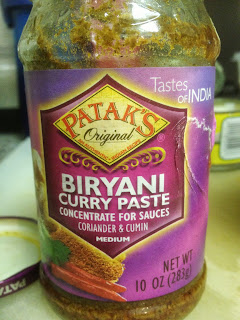 Tastes
OF INDIA
PATAK'S
Original
BIRYANI
CURRY PASTE
CONCENTRATE FOR SAUCES
CORIANDER & CUMIN
MEDIUM
NET WT
10 OZ (283g)
PATA